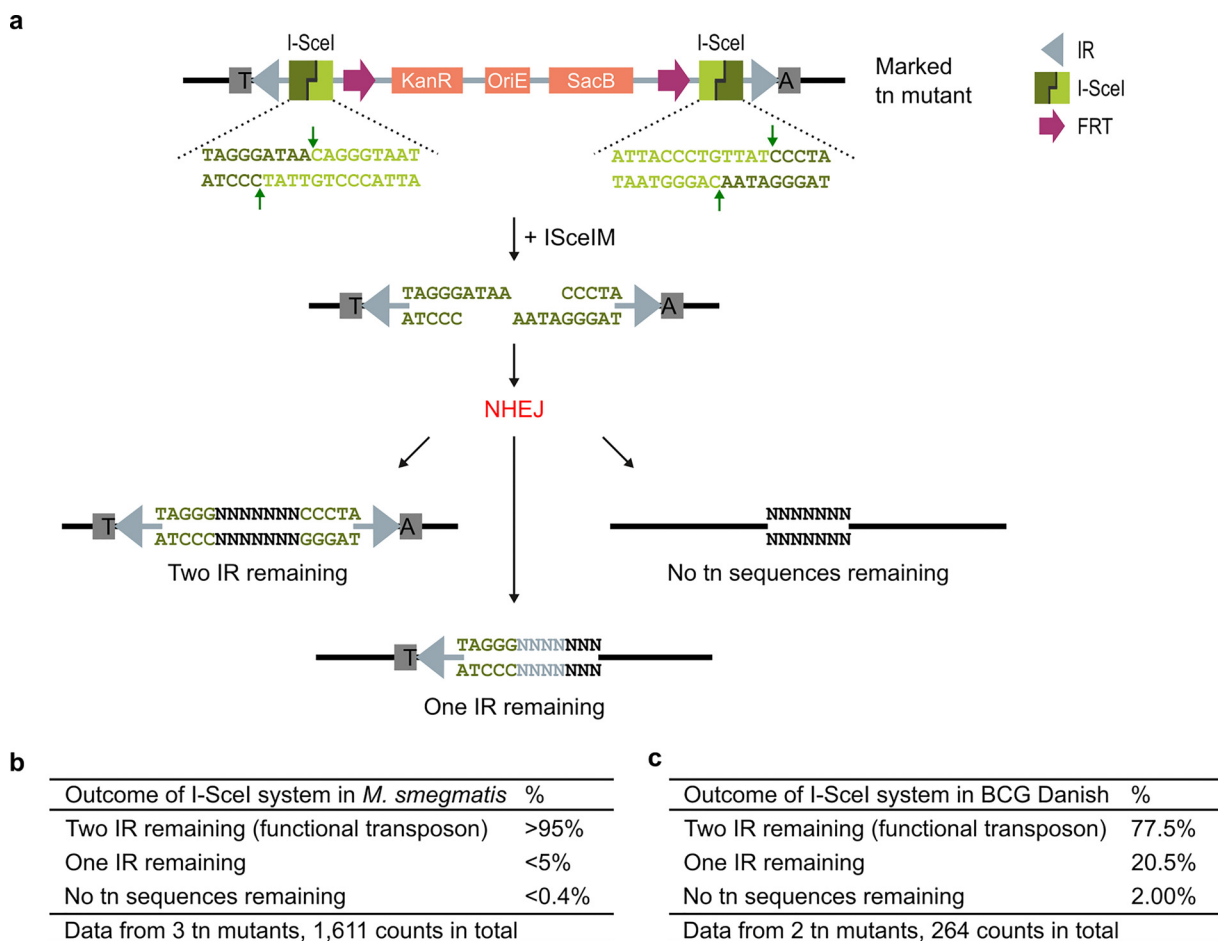 a
I-SceI I-SceI
T KanR OriE SacB A
Marked
tn mutant
IR
I-SceI
FRT
TAGGGATAACAGGGTAAT ATTACCCTGTTATCCCTA
ATCCCTATTGTCCCATTA TAATGGGACAATAGGGAT
+ ISceIM
TAGGGATAA CCCTA
T A
ATCCC AATAGGGAT
NHEJ
TAGGGNNNNNNNCCCTA NNNNNNN
T A
ATCCCNNNNNNNGGGAT NNNNNNN
Two IR remaining No tn sequences remaining
TAGGGNNNNNNN
T
ATCCCNNNNNNN
One IR remaining
b
Outcome of I-SceI system in M. smegmatis %
Two IR remaining (functional transposon) >95%
One IR remaining <5%
No tn sequences remaining <0.4%
Data from 3 tn mutants, 1,611 counts in total
c
Outcome of I-SceI system in BCG Danish %
Two IR remaining (functional transposon) 77.5%
One IR remaining 20.5%
No tn sequences remaining 2.00%
Data from 2 tn mutants, 264 counts in total